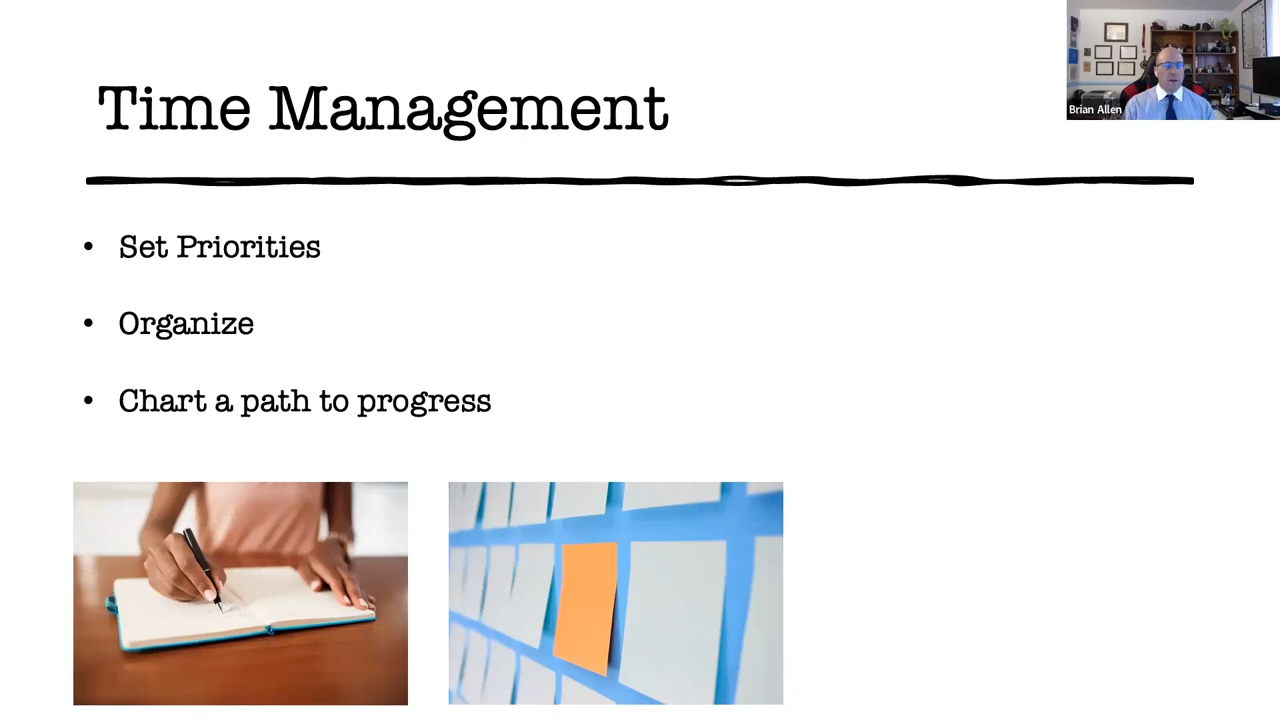 Time Management
Brian Allen
• Set Priorities
• Organize
• Chart a path to progress